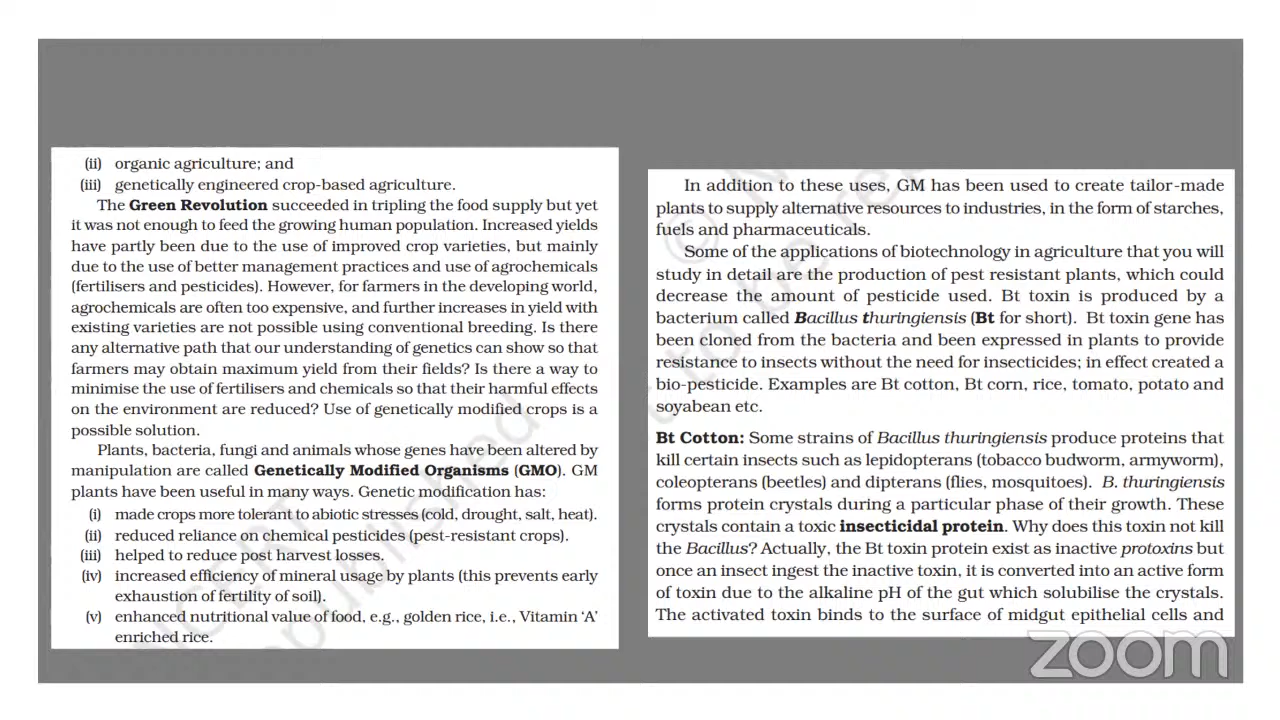 (ii) organic agriculture; and
(iii) genetically engineered crop-based agriculture.
The Green Revolution succeeded in tripling the food supply but yet
it was not enough to feed the growing human population. Increased yields
have partly been due to the use of improved crop varieties, but mainly
due to the use of better management practices and use of agrochemicals
(fertilisers and pesticides). However, for farmers in the developing world,
agrochemicals are often too expensive, and further increases in yield with
existing varieties are not possible using conventional breeding. Is there
any alternative path that our understanding of genetics can show so that
farmers may obtain maximum yield from their fields? Is there a way to
minimise the use of fertilisers and chemicals so that their harmful effects
on the environment are reduced? Use of genetically modified crops is a
possible solution.
Plants, bacteria, fungi and animals whose genes have been altered by
manipulation are called Genetically Modified Organisms (GMO). GM
plants have been useful in many ways. Genetic modification has:
(i) made crops more tolerant to abiotic stresses (cold, drought, salt, heat).
(ii) reduced reliance on chemical pesticides (pest-resistant crops).
(iii) helped to reduce post harvest losses.
(iv) increased efficiency of mineral usage by plants (this prevents early
exhaustion of fertility of soil).
(v) enhanced nutritional value of food, e.g., golden rice, i.e., Vitamin ‘A’
enriched rice.
In addition to these uses, GM has been used to create tailor-made
plants to supply alternative resources to industries, in the form of starches,
fuels and pharmaceuticals.
Some of the applications of biotechnology in agriculture that you will
study in detail are the production of pest resistant plants, which could
decrease the amount of pesticide used. Bt toxin is produced by a
bacterium called Bacillus thuringiensis (Bt for short). Bt toxin gene has
been cloned from the bacteria and been expressed in plants to provide
resistance to insects without the need for insecticides; in effect created a
bio-pesticide. Examples are Bt cotton, Bt corn, rice, tomato, potato and
soyabean etc.
Bt Cotton: Some strains of Bacillus thuringiensis produce proteins that
kill certain insects such as lepidopterans (tobacco budworm, armyworm),
coleopterans (beetles) and dipterans (flies, mosquitoes). B. thuringiensis
forms protein crystals during a particular phase of their growth. These
crystals contain a toxic insecticidal protein. Why does this toxin not kill
the Bacillus? Actually, the Bt toxin protein exist as inactive protoxins but
once an insect ingest the inactive toxin, it is converted into an active form
of toxin due to the alkaline pH of the gut which solubilise the crystals.
The activated toxin binds to the surface of midgut epithelial cells and
zoom